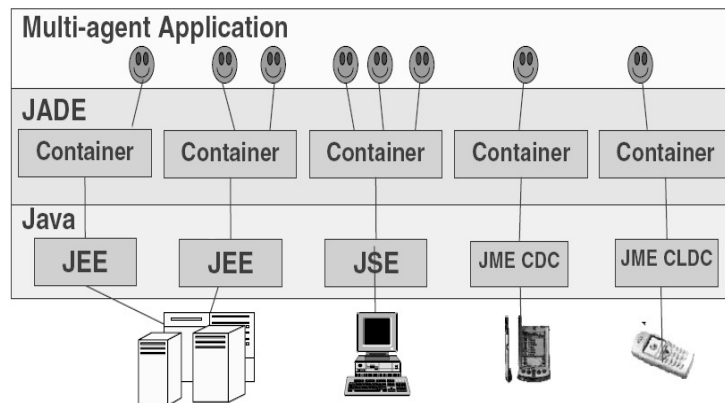 Multi-agent Application
JADE
Container
Container
Container
Container
Container
Java
JEE
JEE
JSE
JME CDC
JME CLDC